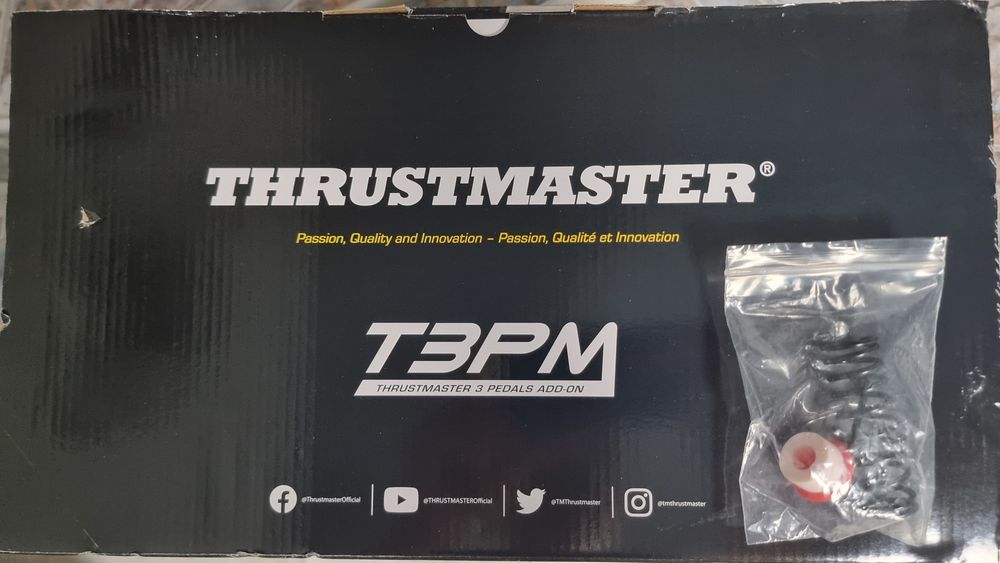 THRUSTMASTER®
Passion, Quality and Innovation – Passion, Qualité et Innovation
T3PM
THRUSTMASTER 3 PEDALS ADD-ON
@ThrustmasterOfficial
@THRUSTMASTEROfficial
@TMThrustmaster
@tmthrustmaster